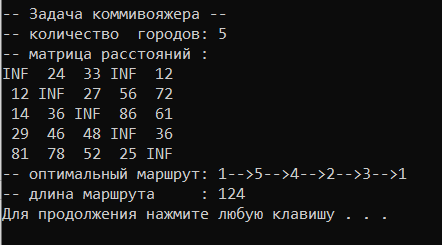 -- Задача коммивояжера --
-- количество  городов: 5
-- матрица расстояний :
INF  24  33 INF  12
 12 INF  27  56  72
 14  36 INF  86  61
 29  46  48 INF  36
 81  78  52  25 INF
-- оптимальный маршрут: 1-->5-->4-->2-->3-->1
-- длина маршрута     : 124
Для продолжения нажмите любую клавишу . . .